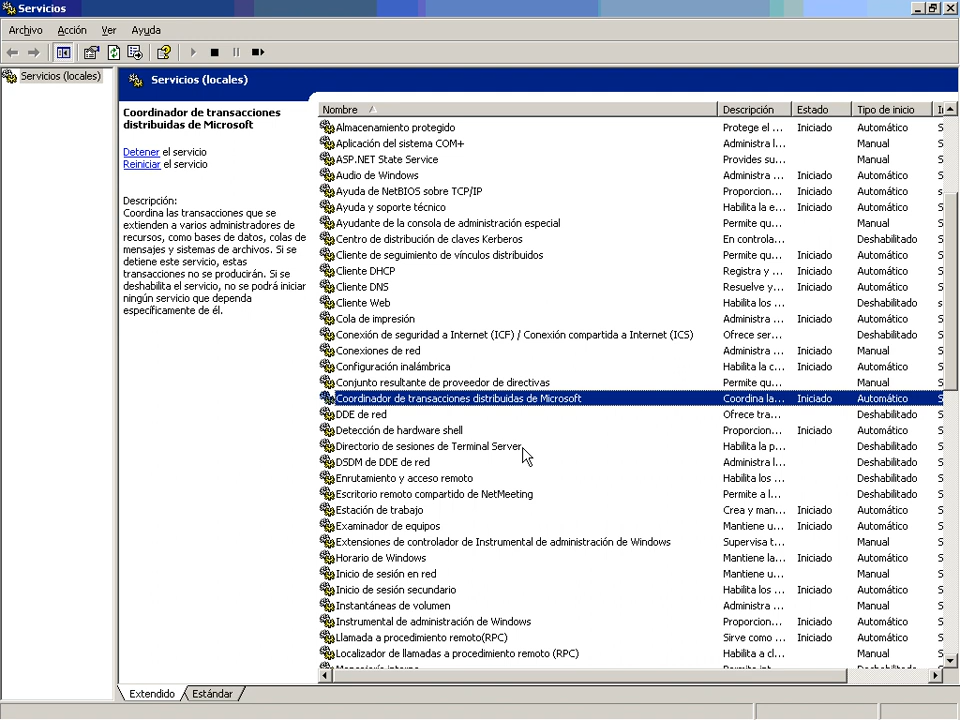 Servicios
Archivo Acción Ver Ayuda
Servicios (locales)
Servicios (locales)
Coordinador de transacciones
distribuidas de Microsoft
Detener el servicio
Reiniciar el servicio
Descripción:
Coordina las transacciones que se
extienden a varios administradores de
recursos, como bases de datos, colas de
mensajes y sistemas de archivos. Si se
detiene este servicio, estas
transacciones no se producirán. Si se
deshabilita el servicio, no se podrá iniciar
ningún servicio que dependa
específicamente de él.
Nombre Descripción Estado Tipo de inicio
Almacenamiento protegido Protege el ... Iniciado Automático S
Aplicación del sistema COM+ Administra l... Manual S
ASP.NET State Service Provides su... Manual S
Audio de Windows Administra ... Iniciado Automático S
Ayuda de NetBIOS sobre TCP/IP Proporcion... Iniciado Automático s
Ayuda y soporte técnico Habilita la e... Iniciado Automático S
Ayudante de la consola de administración especial Permite qu... Manual S
Centro de distribución de claves Kerberos En controla... Deshabilitado S
Cliente de seguimiento de vínculos distribuidos Permite qu... Iniciado Automático S
Cliente DHCP Registra y ... Iniciado Automático S
Cliente DNS Resuelve y... Iniciado Automático S
Cliente Web Habilita los ... Deshabilitado s
Cola de impresión Administra ... Iniciado Automático S
Conexión de seguridad a Internet (ICF) / Conexión compartida a Internet (ICS) Ofrece ser... Deshabilitado S
Conexiones de red Administra ... Iniciado Manual S
Configuración inalámbrica Habilita la c... Iniciado Automático S
Conjunto resultante de proveedor de directivas Permite qu... Manual S
Coordinador de transacciones distribuidas de Microsoft Coordina la... Iniciado Automático S
DDE de red Ofrece tra... Deshabilitado S
Detección de hardware shell Proporcion... Iniciado Automático S
Directorio de sesiones de Terminal Server Habilita la p... Deshabilitado S
DSDM de DDE de red Administra l... Deshabilitado S
Enrutamiento y acceso remoto Habilita los ... Deshabilitado S
Escritorio remoto compartido de NetMeeting Permite a l... Deshabilitado S
Estación de trabajo Crea y man... Iniciado Automático S
Examinador de equipos Mantiene u... Iniciado Automático S
Extensiones de controlador de Instrumental de administración de Windows Supervisa t... Manual S
Horario de Windows Mantiene la... Iniciado Automático S
Inicio de sesión en red Mantiene u... Manual S
Inicio de sesión secundario Habilita los ... Iniciado Automático S
Instantáneas de volumen Administra ... Manual S
Instrumental de administración de Windows Proporcion... Iniciado Automático S
Llamada a procedimiento remoto(RPC) Sirve como ... Iniciado Automático S
Localizador de llamadas a procedimiento remoto (RPC) Habilita a cl... Manual S
Extendido Estándar